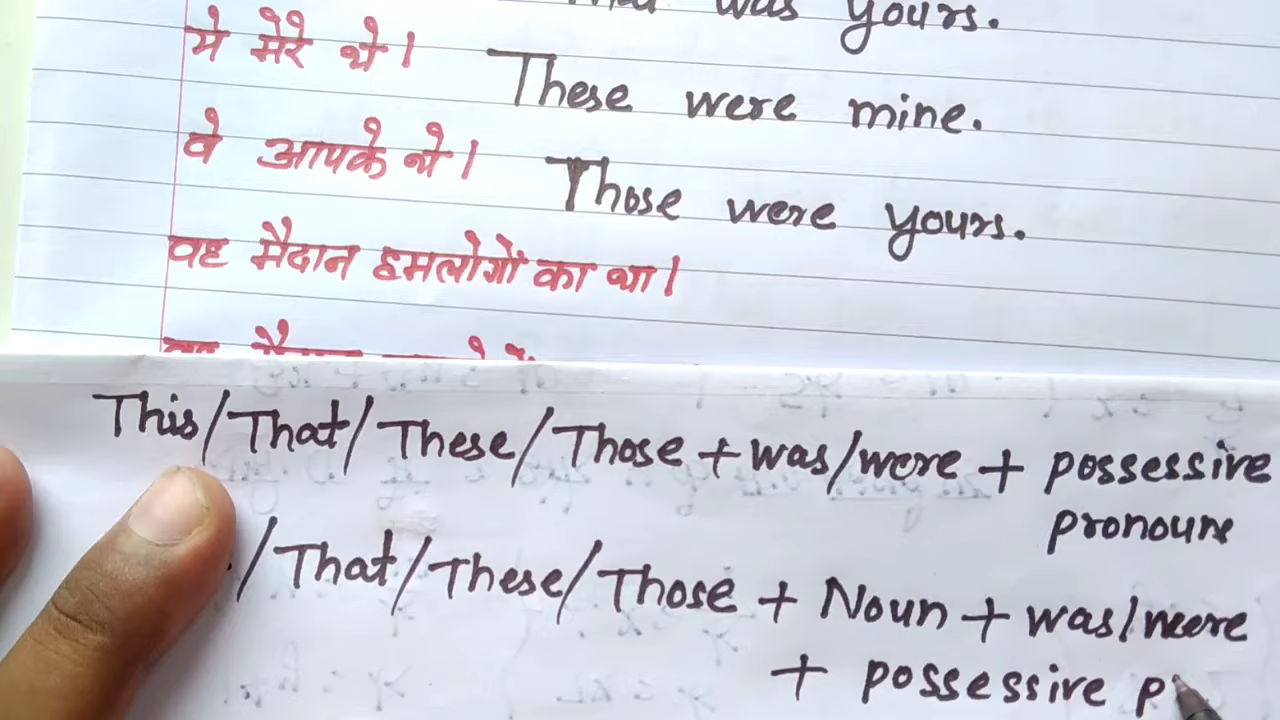 was yours.
ये मेरे थे। These were mine.
वे आपके थे। Those were yours.
वह मैदान हमलोगों का था।
This/That/These/Those + was/were + possessive
pronoun
/That/These/Those + Noun + was/were
+ possessive p